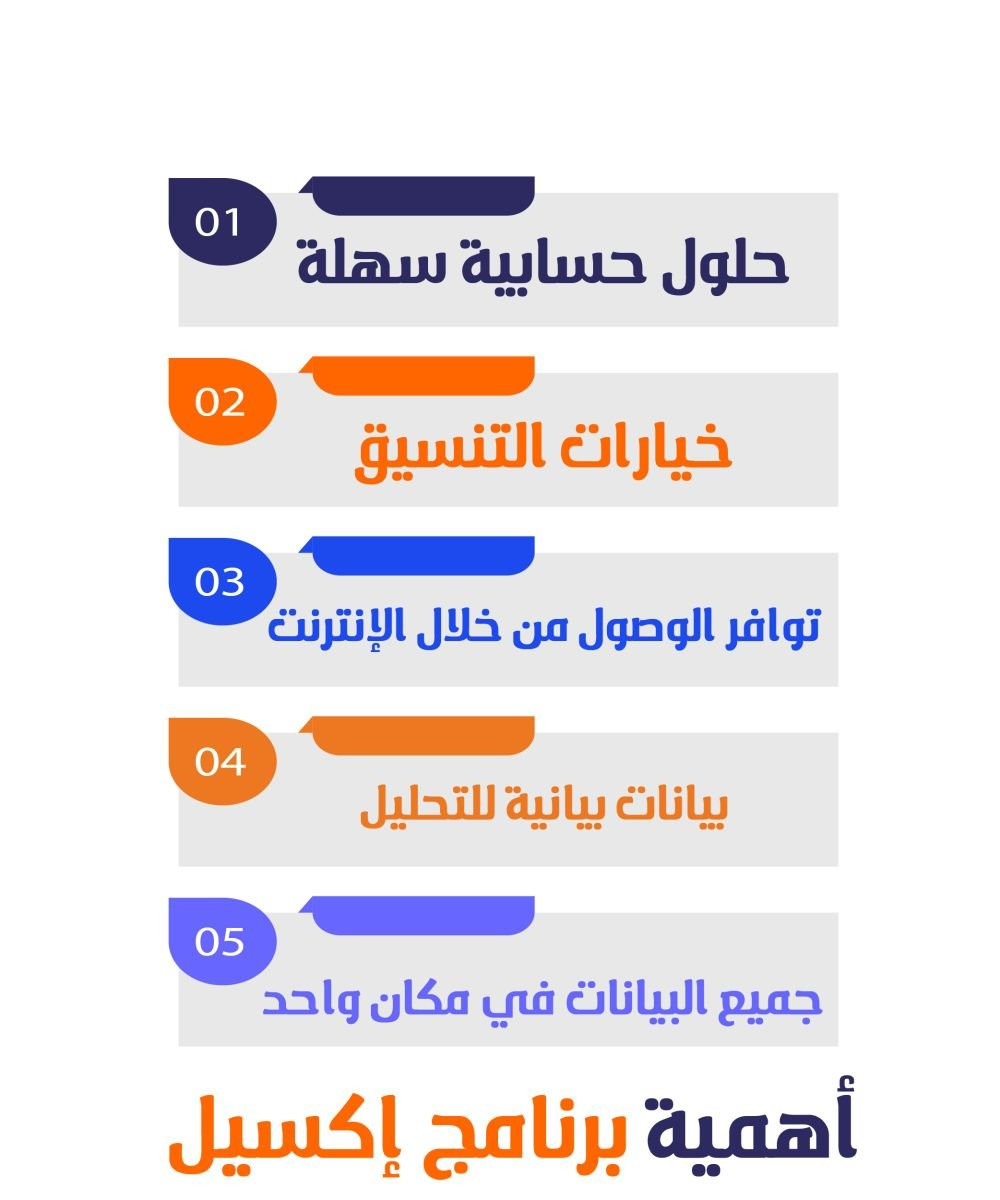 01
حلول حسابية سهلة
02
خيارات التنسيق
03
توافر الوصول من خلال الإنترنت
04
بيانات بيانية للتحليل
05
جميع البيانات في مكان واحد
أهمية برنامج إكسيل